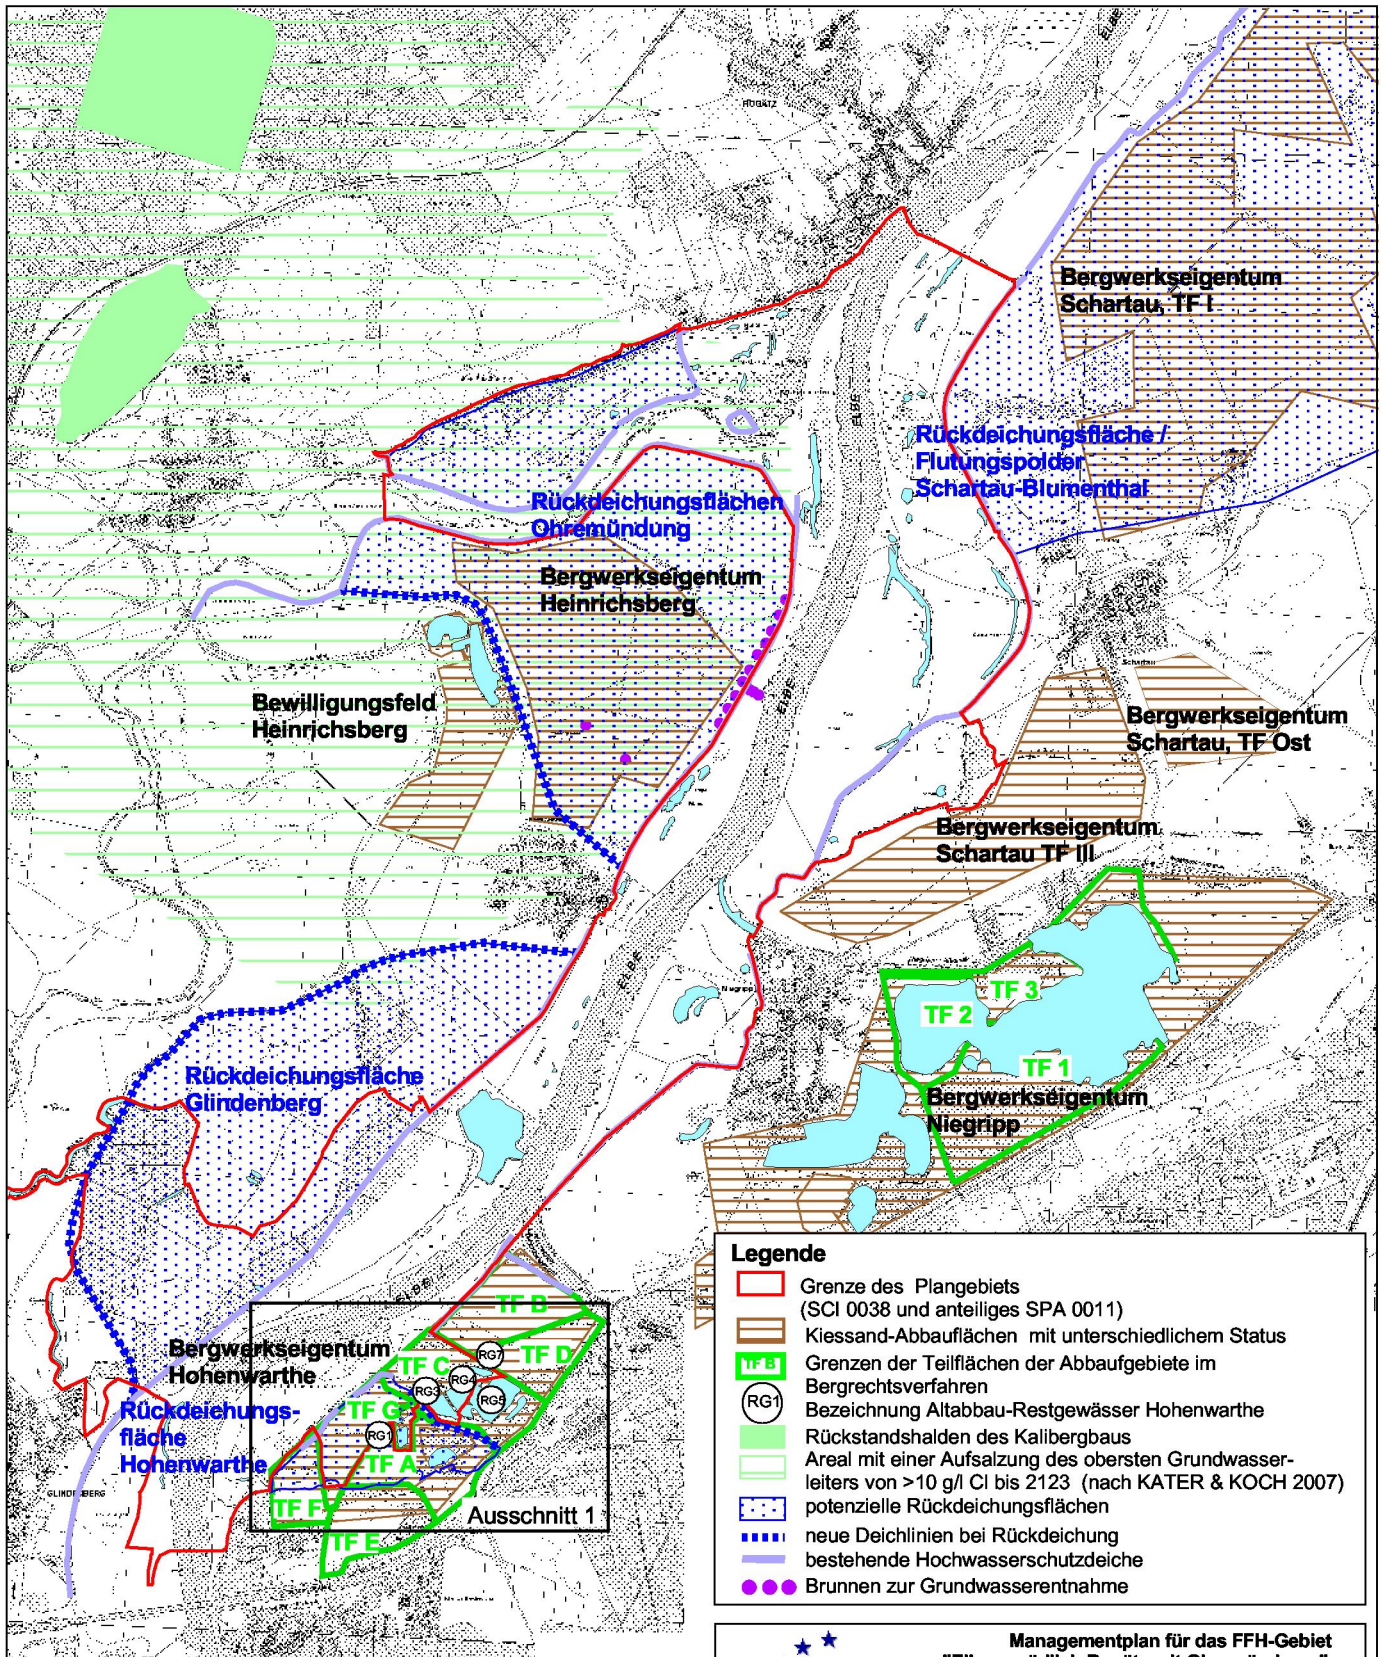 ROGÄTZ
ELBE
Bergwerkseigentum
Schartau, TF I
ELBE
Rückdeichungsfläche /
Flutungspolder
Schartau-Blumenthal
Rückdeichungsflächen
Ohremündung
Bergwerkseigentum
Heinrichsberg
Schartau
Bewilligungsfeld
Heinrichsberg
ELBE
Bergwerkseigentum
Schartau, TF Ost
Bergwerkseigentum
Schartau TF III
ELBE
Niegripp
TF 3
TF 2
TF 1
Rückdeichungsfläche
Glindenberg
Bergwerkseigentum
Niegripp
ELBE
TF B
Bergwerkseigentum
Hohenwarthe
TF C
RG7
TF D
RG4
RG3
RG5
Rückdeichungs-
fläche
Hohenwarthe
TF G
RG1
TF A
GLINDENBERG
TF F
Ausschnitt 1
TF E
Legende
Grenze des Plangebiets
(SCI 0038 und anteiliges SPA 0011)
Kiessand-Abbauflächen mit unterschiedlichem Status
TF B
Grenzen der Teilflächen der Abbaufgebiete im
Bergrechtsverfahren
RG1
Bezeichnung Altabbau-Restgewässer Hohenwarthe
Rückstandshalden des Kalibergbaus
Areal mit einer Aufsalzung des obersten Grundwasser-
leiters von >10 g/l Cl bis 2123 (nach KATER & KOCH 2007)
potenzielle Rückdeichungsflächen
neue Deichlinien bei Rückdeichung
bestehende Hochwasserschutzdeiche
Brunnen zur Grundwasserentnahme
Managementplan für das FFH-Gebiet